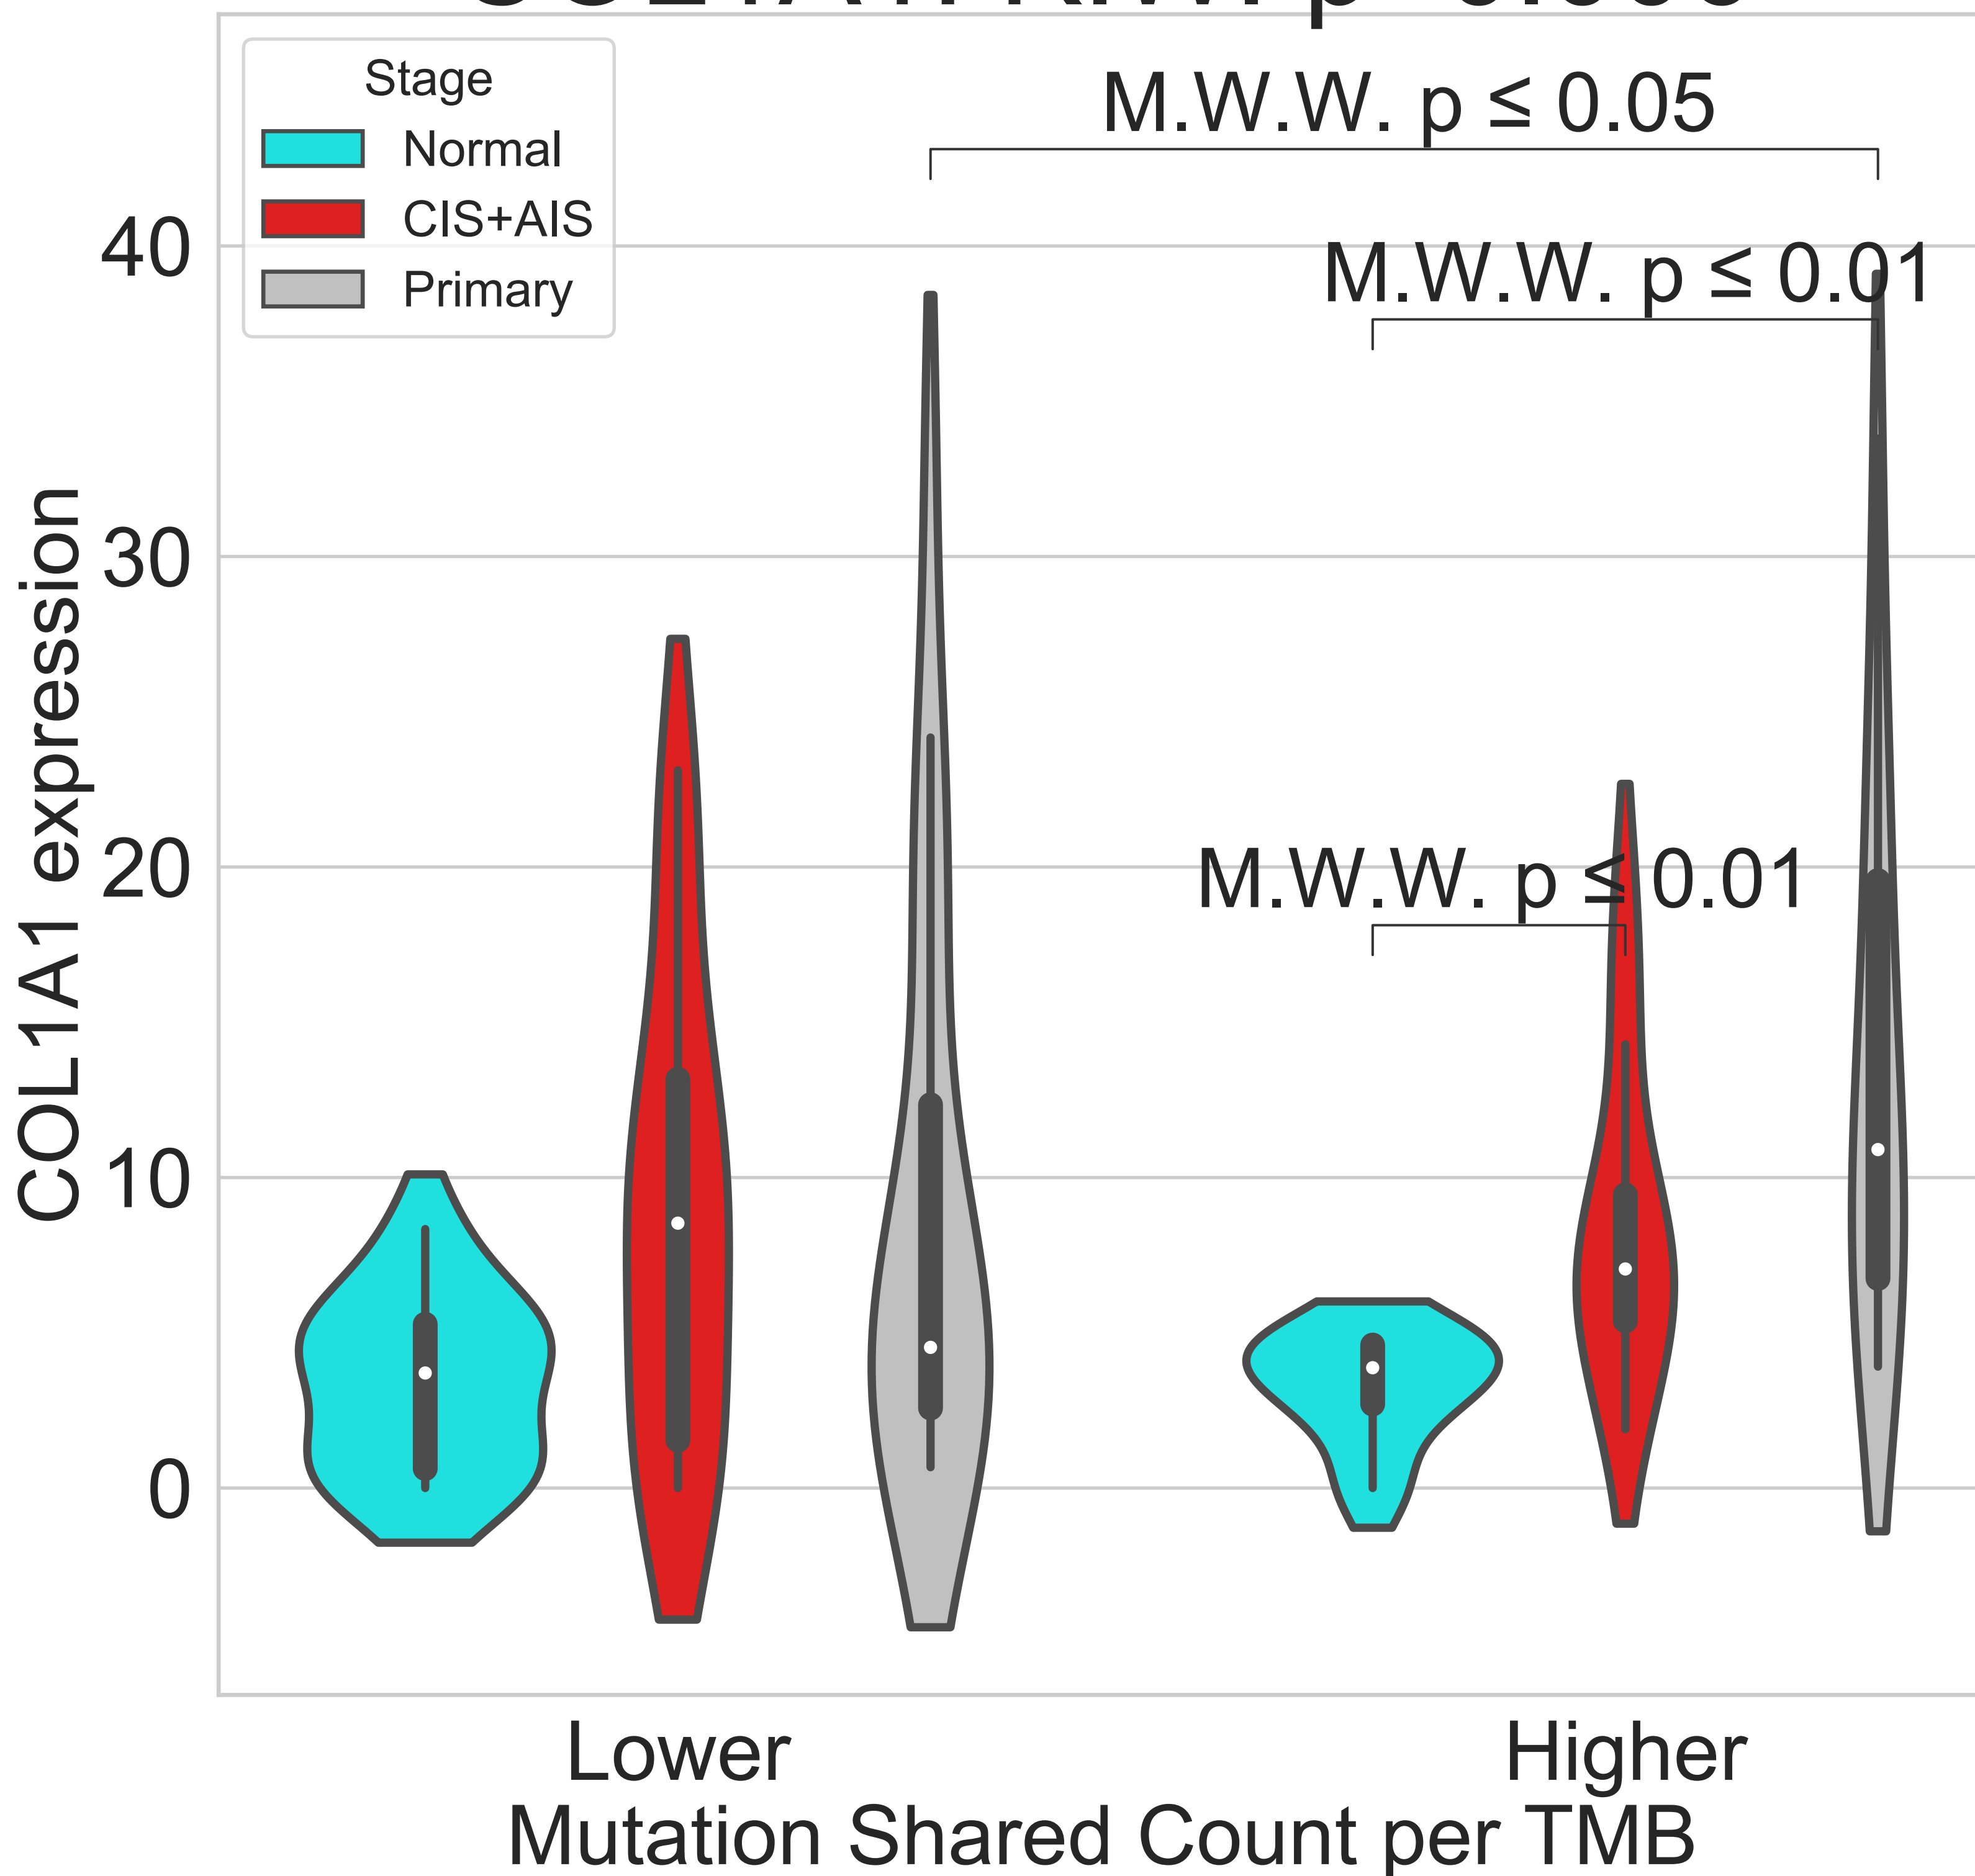 Stage
Normal
CIS+AIS
Primary
M.W.W. p ≤ 0.05
M.W.W. p ≤ 0.01
M.W.W. p ≤ 0.01
COL1A1 expression
40
30
20
10
0
Lower
Higher
Mutation Shared Count per TMB